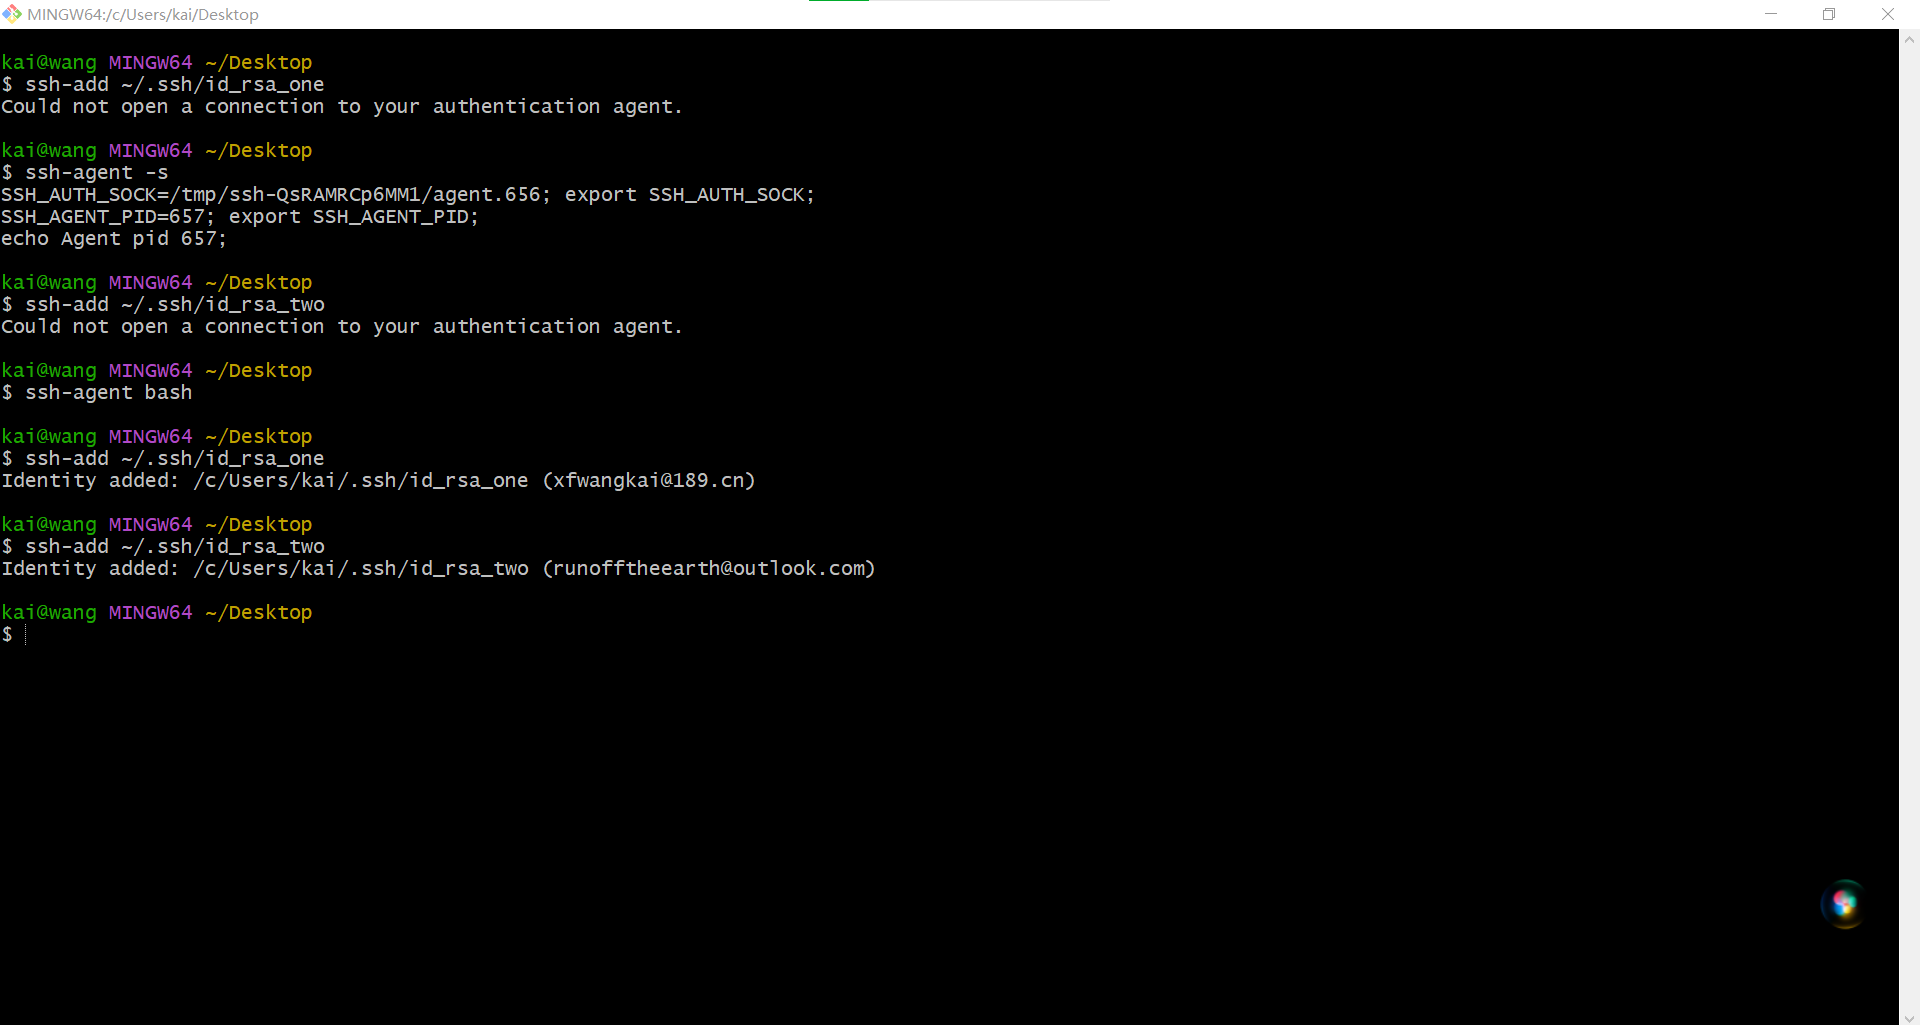 MINGW64:/c/Users/kai/Desktop
kai@wang MINGW64 ~/Desktop
$ ssh-add ~/.ssh/id_rsa_one
Could not open a connection to your authentication agent.
kai@wang MINGW64 ~/Desktop
$ ssh-agent -s
SSH_AUTH_SOCK=/tmp/ssh-QsRAMRCp6MM1/agent.656; export SSH_AUTH_SOCK;
SSH_AGENT_PID=657; export SSH_AGENT_PID;
echo Agent pid 657;
kai@wang MINGW64 ~/Desktop
$ ssh-add ~/.ssh/id_rsa_two
Could not open a connection to your authentication agent.
kai@wang MINGW64 ~/Desktop
$ ssh-agent bash
kai@wang MINGW64 ~/Desktop
$ ssh-add ~/.ssh/id_rsa_one
Identity added: /c/Users/kai/.ssh/id_rsa_one (xfwangkai@189.cn)
kai@wang MINGW64 ~/Desktop
$ ssh-add ~/.ssh/id_rsa_two
Identity added: /c/Users/kai/.ssh/id_rsa_two (runofftheearth@outlook.com)
kai@wang MINGW64 ~/Desktop
$